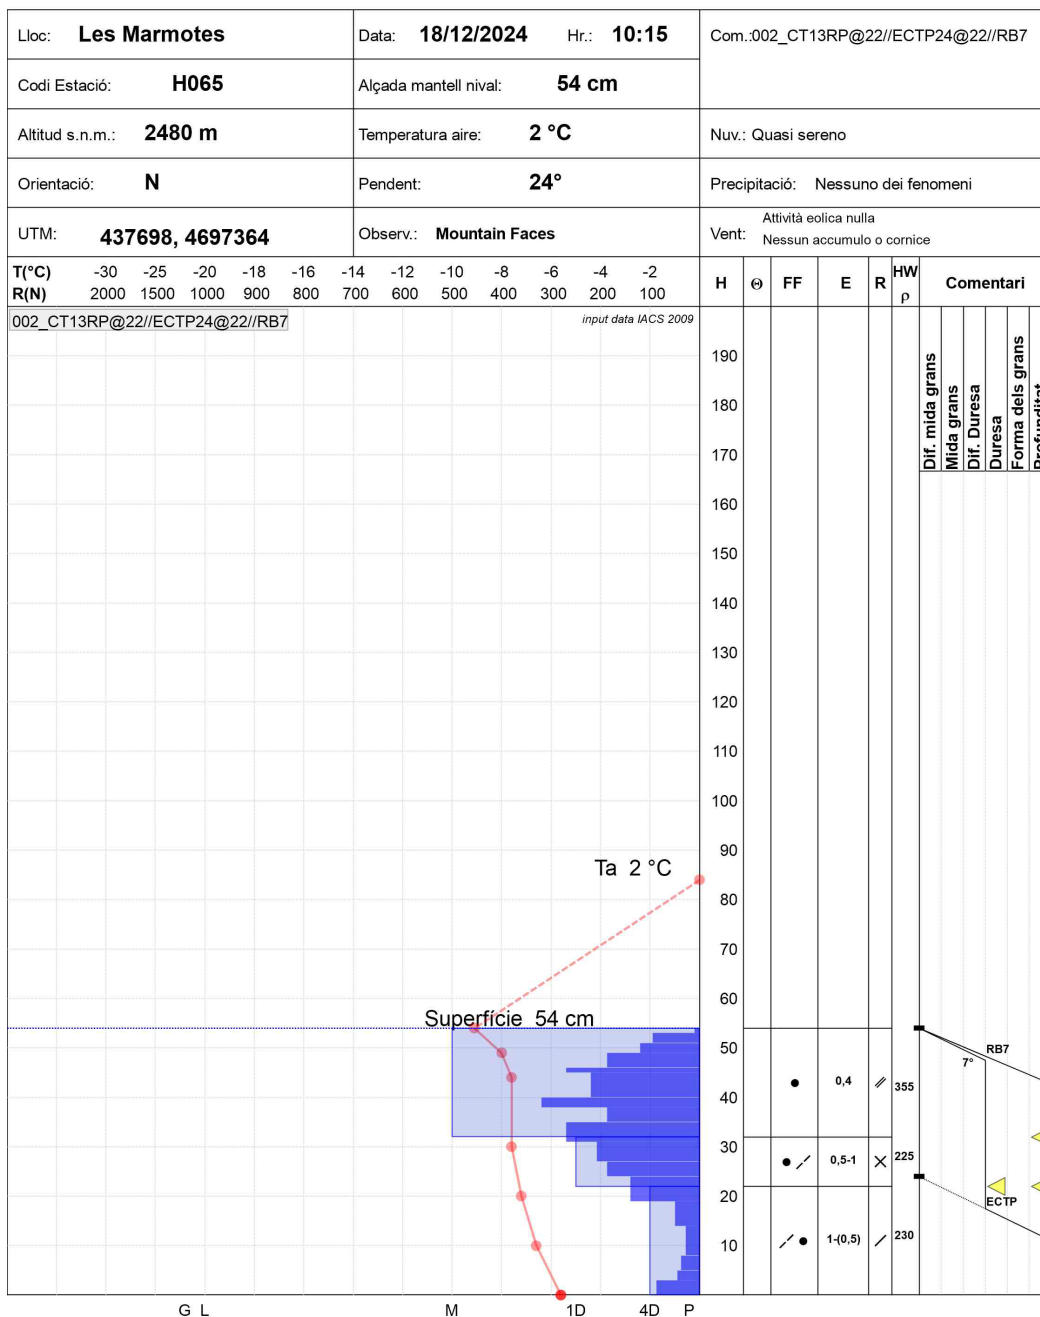 Lloc: Les Marmotes Data: 18/12/2024 Hr.: 10:15 Com.:002_CT13RP@22//ECTP24@22//RB7
Codi Estació: H065 Alçada mantell nival: 54 cm
Altitud s.n.m.: 2480 m Temperatura aire: 2 °C Nuv.: Quasi sereno
Orientació: N Pendent: 24° Precipitació: Nessuno dei fenomeni
UTM: 437698, 4697364 Observ.: Mountain Faces Vent: Attività eolica nulla
Nessun accumulo o cornice
T(°C) -30 -25 -20 -18 -16 -14 -12 -10 -8 -6 -4 -2
R(N) 2000 1500 1000 900 800 700 600 500 400 300 200 100
H Θ FF E R HW ρ Comentari
002_CT13RP@22//ECTP24@22//RB7 input data IACS 2009
Dif. mida grans
Mida grans
Dif. Duresa
Duresa
Forma dels grans
Profunditat
190
180
170
160
150
140
130
120
110
100
90
Ta 2 °C
80
70
60
Superfície 54 cm
50
RB7
7°
0,4 355
40
30
0,5-1 225
20
ECTP
1-(0,5) 230
10
G L M 1D 4D P